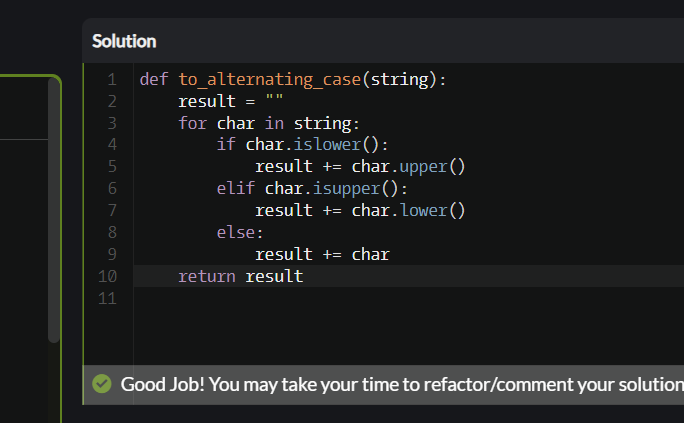 Solution
1 def to_alternating_case(string):
2     result = ""
3     for char in string:
4         if char.islower():
5             result += char.upper()
6         elif char.isupper():
7             result += char.lower()
8         else:
9             result += char
10     return result
11
Good Job! You may take your time to refactor/comment your solution